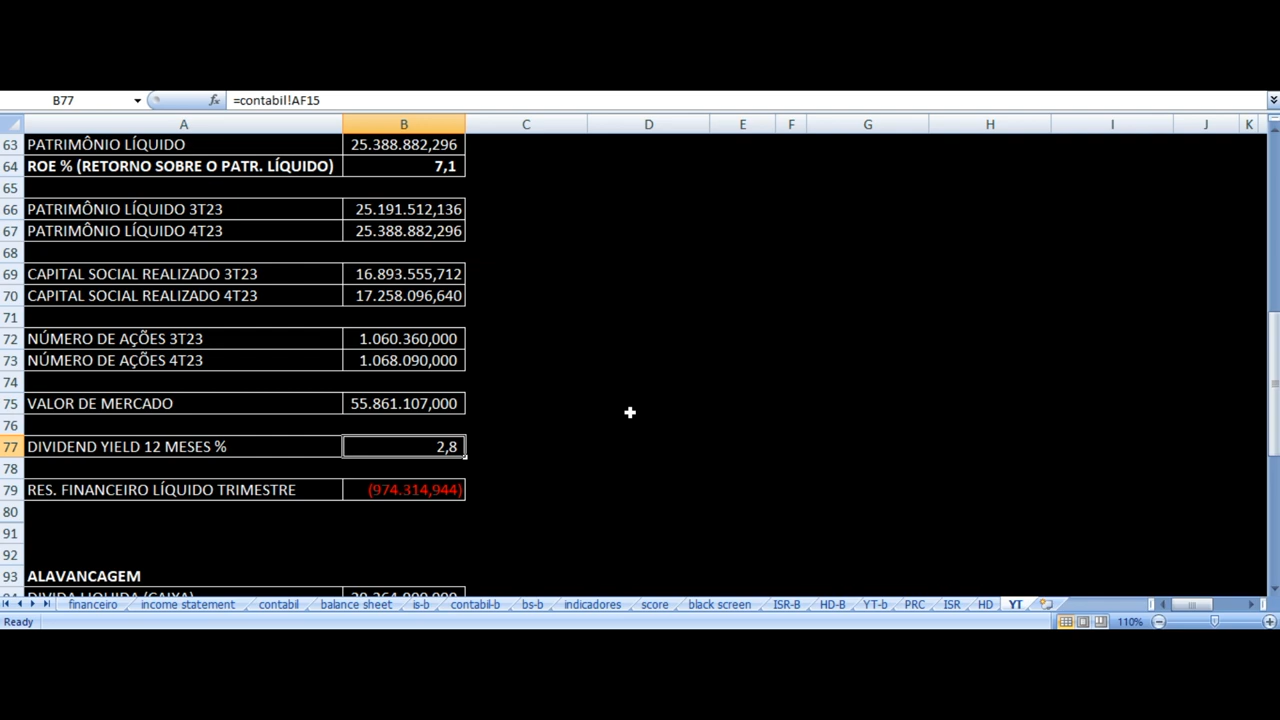 B77 fx =contabil!AF15
A B C D E F G H I J K
63 PATRIMÔNIO LÍQUIDO 25.388.882,296
64 ROE % (RETORNO SOBRE O PATR. LÍQUIDO) 7,1
65
66 PATRIMÔNIO LÍQUIDO 3T23 25.191.512,136
67 PATRIMÔNIO LÍQUIDO 4T23 25.388.882,296
68
69 CAPITAL SOCIAL REALIZADO 3T23 16.893.555,712
70 CAPITAL SOCIAL REALIZADO 4T23 17.258.096,640
71
72 NÚMERO DE AÇÕES 3T23 1.060.360,000
73 NÚMERO DE AÇÕES 4T23 1.068.090,000
74
75 VALOR DE MERCADO 55.861.107,000
76
77 DIVIDEND YIELD 12 MESES % 2,8
78
79 RES. FINANCEIRO LÍQUIDO TRIMESTRE (974.314,944)
80
91
92
93 ALAVANCAGEM
DIVIDA LIQUIDA (CAIXA)
financeiro income statement contabil balance sheet is-b contabil-b bs-b indicadores score black screen ISR-B HD-B YT-b PRC ISR HD YT
Ready 110%